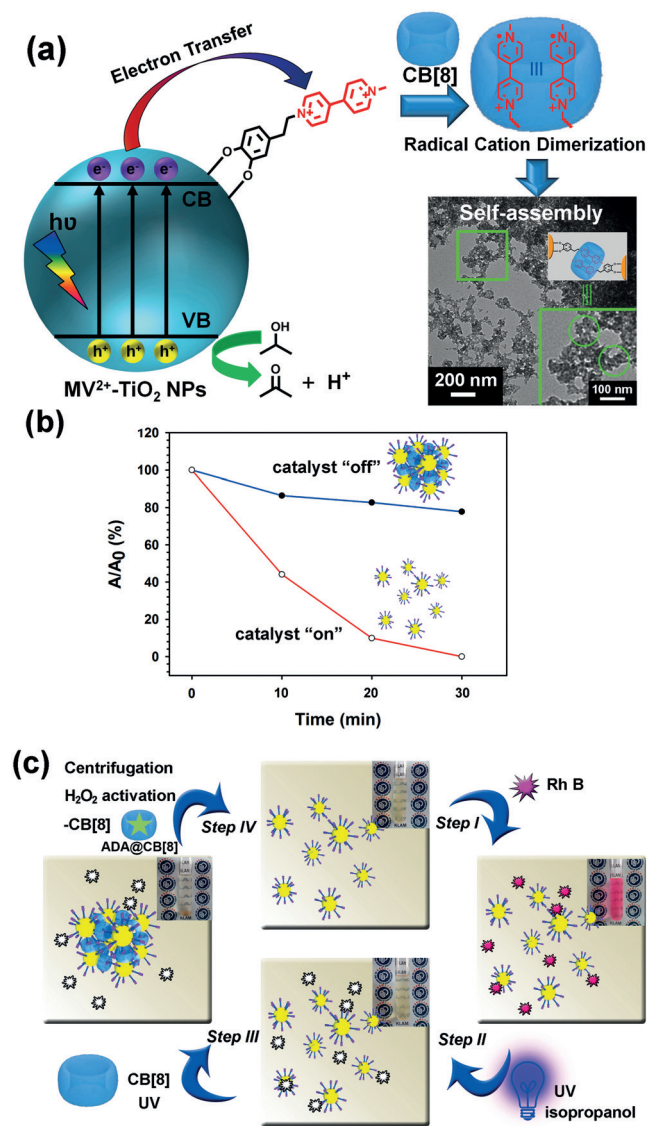 (a)
Electron Transfer
CB[8]
Radical Cation Dimerization
e⁻ e⁻ e⁻
CB
hυ
VB
h⁺ h⁺ h⁺
MV²⁺-TiO₂ NPs
OH
O
+ H⁺
O
O
N⁺
N⁺
N
N
N⁺
N⁺
Self-assembly
200 nm
100 nm
(b)
A/A₀ (%)
120
100
80
60
40
20
0
catalyst “off”
catalyst “on”
0 10 20 30
Time (min)
(c)
Centrifugation
H₂O₂ activation
-CB[8]
ADA@CB[8]
Step IV
Step I
Rh B
Step III
Step II
CB[8]
UV
UV
isopropanol